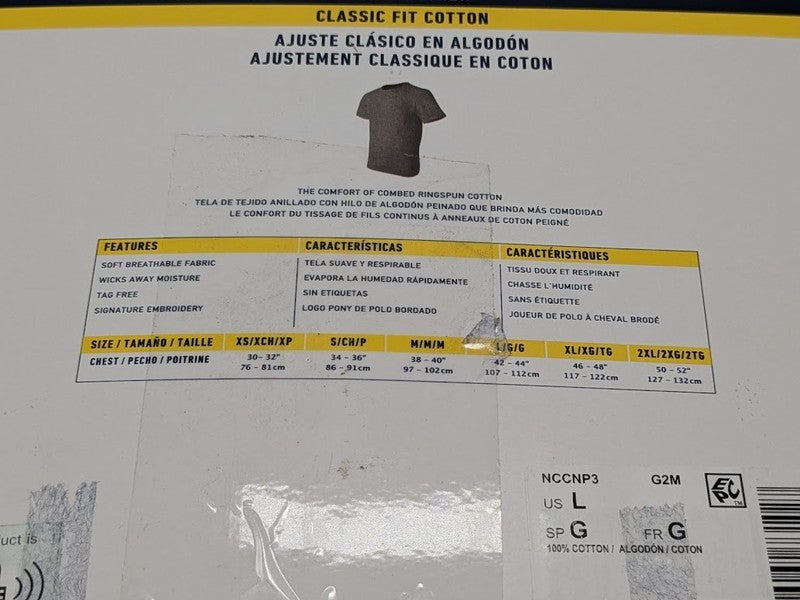 CLASSIC FIT COTTON
AJUSTE CLÁSICO EN ALGODÓN
AJUSTEMENT CLASSIQUE EN COTON
THE COMFORT OF COMBED RINGSPUN COTTON
TELA DE TEJIDO ANILLADO CON HILO DE ALGODÓN PEINADO QUE BRINDA MÁS COMODIDAD
LE CONFORT DU TISSAGE DE FILS CONTINUS À ANNEAUX DE COTON PEIGNÉ
FEATURES
SOFT BREATHABLE FABRIC
WICKS AWAY MOISTURE
TAG FREE
SIGNATURE EMBROIDERY
CARACTERÍSTICAS
TELA SUAVE Y RESPIRABLE
EVAPORA LA HUMEDAD RÁPIDAMENTE
SIN ETIQUETAS
LOGO PONY DE POLO BORDADO
CARACTÉRISTIQUES
TISSU DOUX ET RESPIRANT
CHASSE L'HUMIDITÉ
SANS ÉTIQUETTE
JOUEUR DE POLO À CHEVAL BRODÉ
SIZE / TAMAÑO / TAILLE XS/XCH/XP S/CH/P M/M/M L/G/G XL/XG/TG 2XL/2XG/2TG
CHEST / PECHO / POITRINE 30 - 32" 34 - 36" 38 - 40" 42 - 44" 46 - 48" 50 - 52"
76 - 81cm 86 - 91cm 97 - 102cm 107 - 112cm 117 - 122cm 127 - 132cm
NCCNP3 G2M
US L
SP G FR G
100% COTTON / ALGODÓN / COTON
EPC TM
uct is